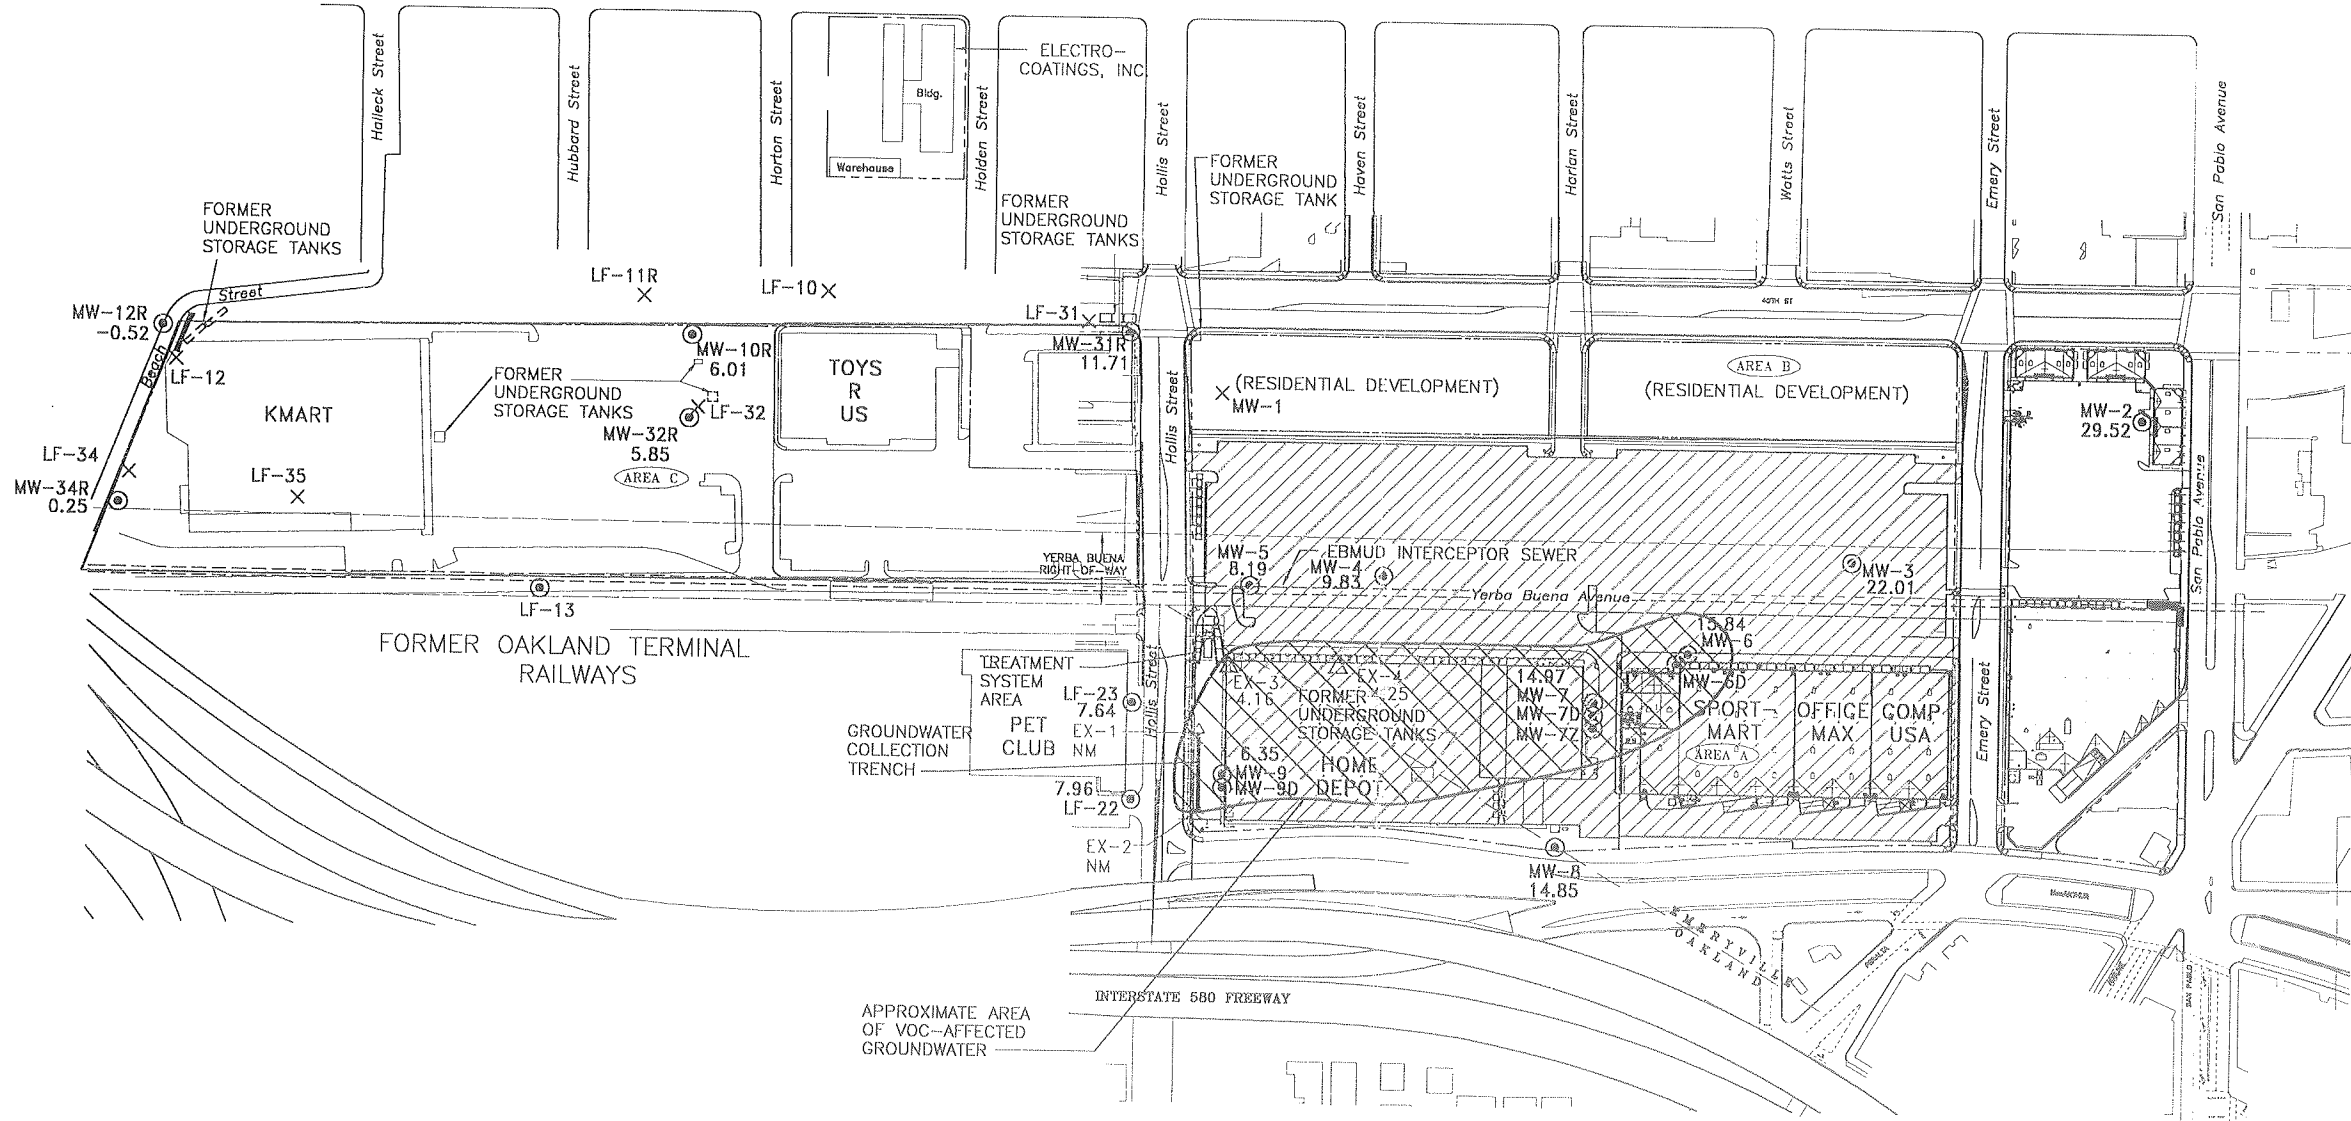 Halleck Street
Hubbard Street
Horton Street
ELECTRO-
COATINGS, INC.
Bldg.
Warehouse
Holden Street
Hollis Street
Haven Street
Harlan Street
Watts Street
Emery Street
San Pablo Avenue
FORMER
UNDERGROUND
STORAGE TANKS
FORMER
UNDERGROUND
STORAGE TANKS
FORMER
UNDERGROUND
STORAGE TANK
LF-11R
LF-10
Beach Street
MW-12R
-0.52
LF-12
LF-31
MW-31R
11.71
MW-10R
6.01
FORMER
UNDERGROUND
STORAGE TANKS
LF-32
MW-32R
5.85
AREA C
TOYS
R
US
KMART
LF-34
LF-35
MW-34R
0.25
Hollis Street
(RESIDENTIAL DEVELOPMENT)
MW-1
AREA B
(RESIDENTIAL DEVELOPMENT)
MW-2
29.52
San Pablo Avenue
YERBA BUENA
RIGHT-OF-WAY
MW-5
8.19
EBMUD INTERCEPTOR SEWER
MW-4
9.83
MW-3
22.01
Yerba Buena Avenue
LF-13
FORMER OAKLAND TERMINAL
RAILWAYS
15.84
MW-6
MW-6D
TREATMENT
SYSTEM
AREA
LF-23
7.64
Hollis Street
PET
CLUB
EX-1
NM
GROUNDWATER
COLLECTION
TRENCH
7.96
LF-22
EX-2
NM
EX-3
4.16
EX-4
4.25
FORMER
UNDERGROUND
STORAGE TANKS
14.97
MW-7
MW-7D
MW-7Z
6.35
MW-9
MW-9D
HOME
DEPOT
SPORT-
MART
AREA A
OFFICE
MAX
COMP
USA
Emery Street
MW-8
14.85
EMERYVILLE
OAKLAND
INTERSTATE 580 FREEWAY
APPROXIMATE AREA
OF VOC-AFFECTED
GROUNDWATER
SAN PABLO